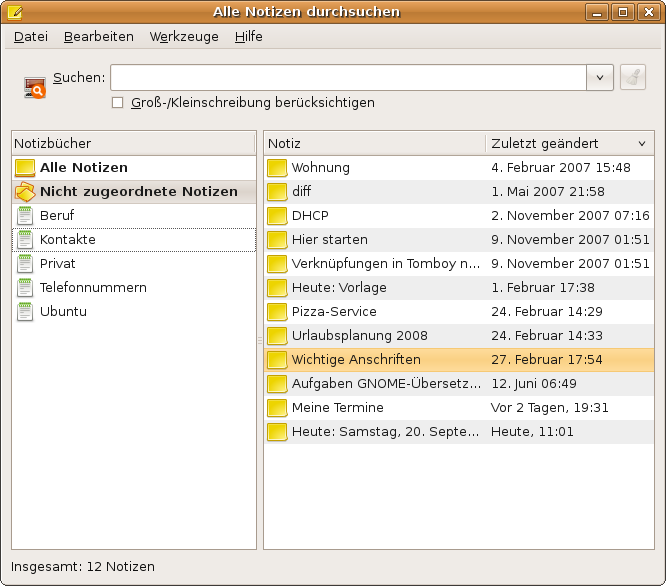 Alle Notizen durchsuchen
Datei Bearbeiten Werkzeuge Hilfe
Suchen:
Groß-/Kleinschreibung berücksichtigen
Notizbücher
Alle Notizen
Nicht zugeordnete Notizen
Beruf
Kontakte
Privat
Telefonnummern
Ubuntu
Notiz Zuletzt geändert
Wohnung 4. Februar 2007 15:48
diff 1. Mai 2007 21:58
DHCP 2. November 2007 07:16
Hier starten 9. November 2007 01:51
Verknüpfungen in Tomboy n... 9. November 2007 01:51
Heute: Vorlage 1. Februar 17:38
Pizza-Service 24. Februar 14:29
Urlaubsplanung 2008 24. Februar 14:33
Wichtige Anschriften 27. Februar 17:54
Aufgaben GNOME-Übersetz... 12. Juni 06:49
Meine Termine Vor 2 Tagen, 19:31
Heute: Samstag, 20. Septe... Heute, 11:01
Insgesamt: 12 Notizen